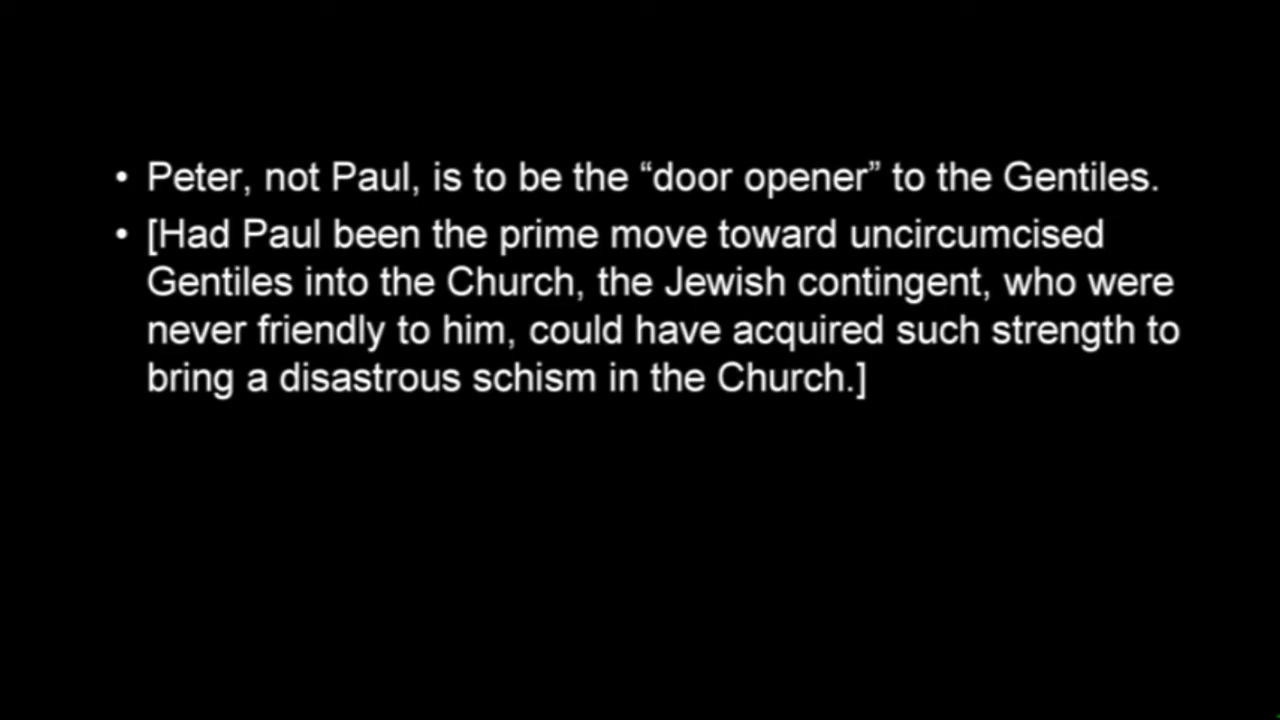 • Peter, not Paul, is to be the “door opener” to the Gentiles.
• [Had Paul been the prime move toward uncircumcised
Gentiles into the Church, the Jewish contingent, who were
never friendly to him, could have acquired such strength to
bring a disastrous schism in the Church.]